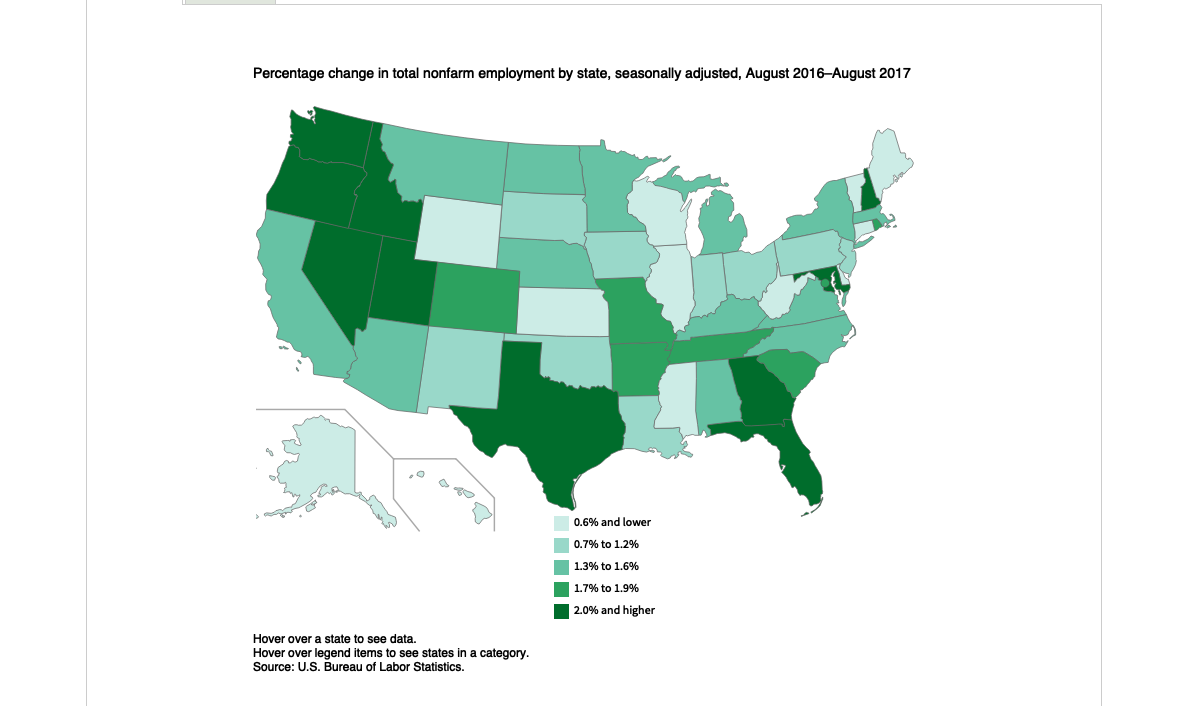 Percentage change in total nonfarm employment by state, seasonally adjusted, August 2016–August 2017
0.6% and lower
0.7% to 1.2%
1.3% to 1.6%
1.7% to 1.9%
2.0% and higher
Hover over a state to see data.
Hover over legend items to see states in a category.
Source: U.S. Bureau of Labor Statistics.